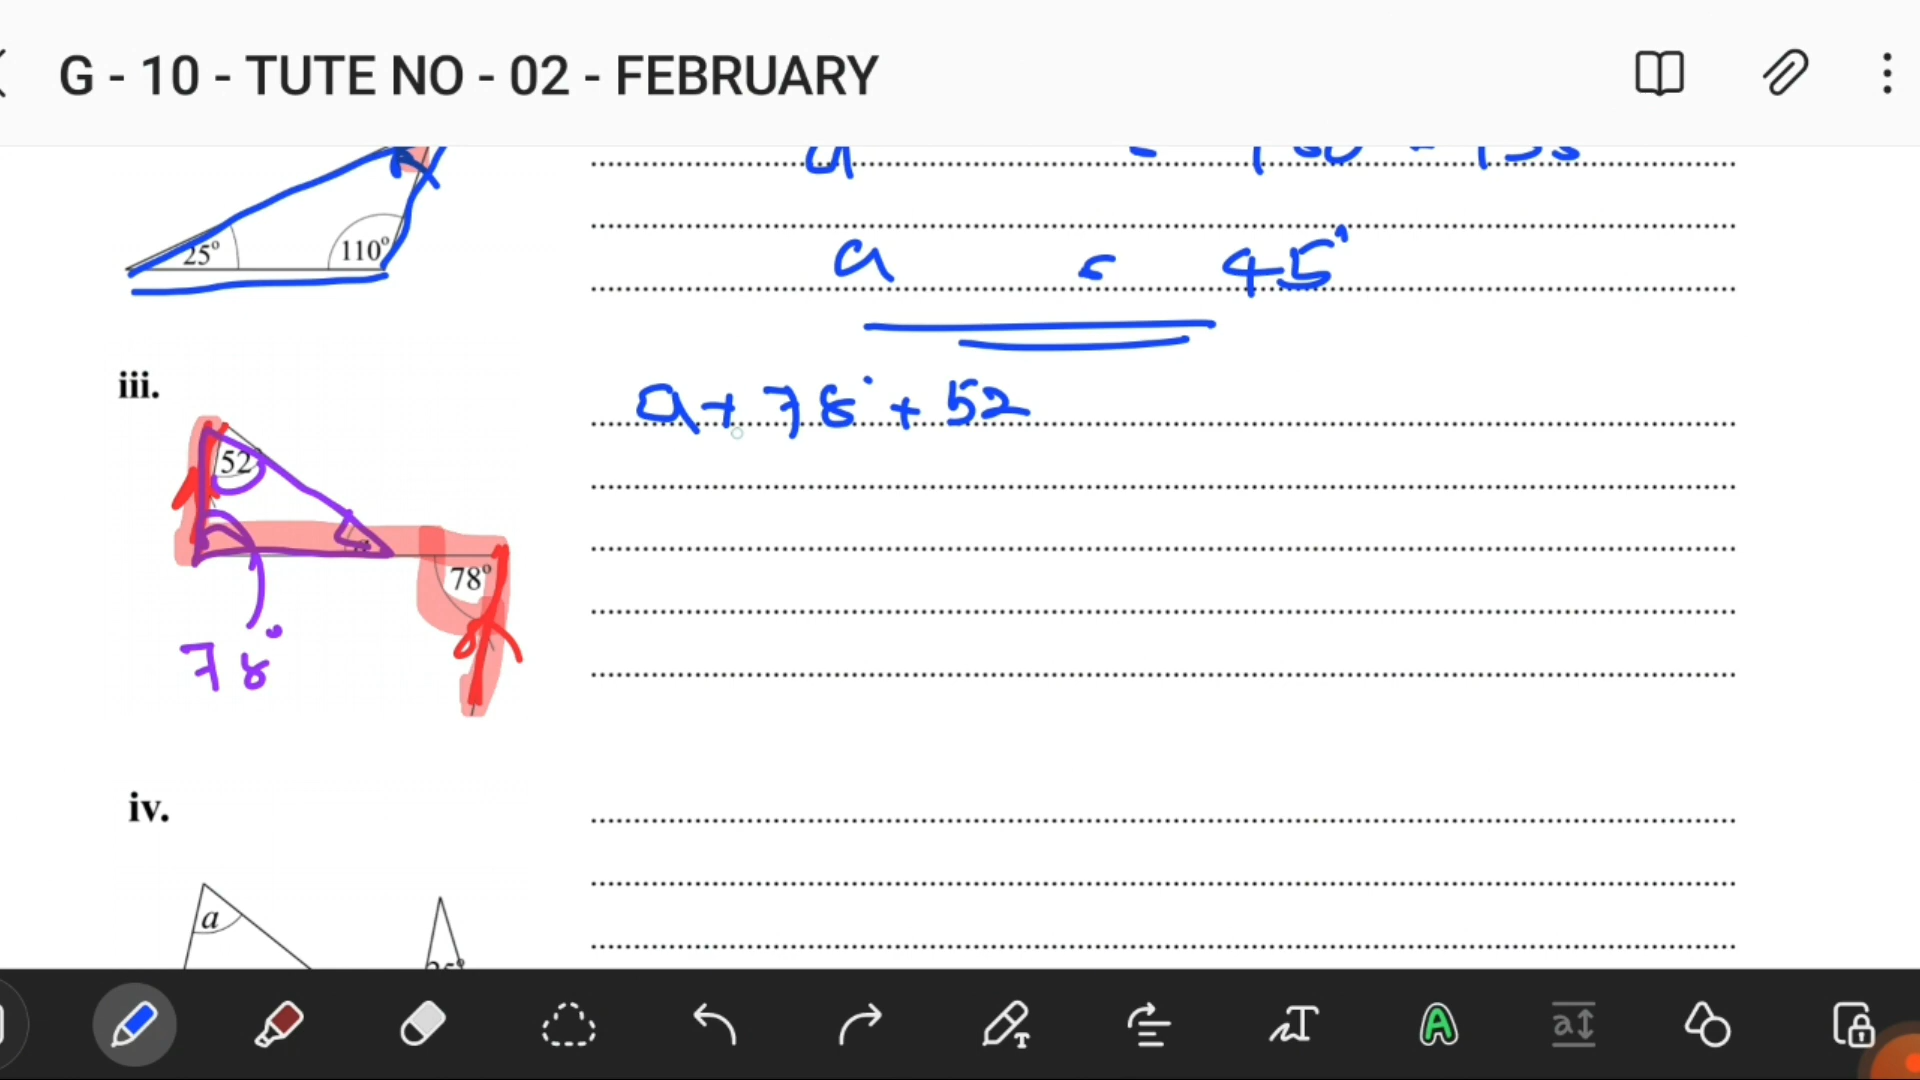 G - 10 - TUTE NO - 02 - FEBRUARY
25°
110°
a = 45°
iii.
a + 78° + 52
52
78°
78°
iv.
a